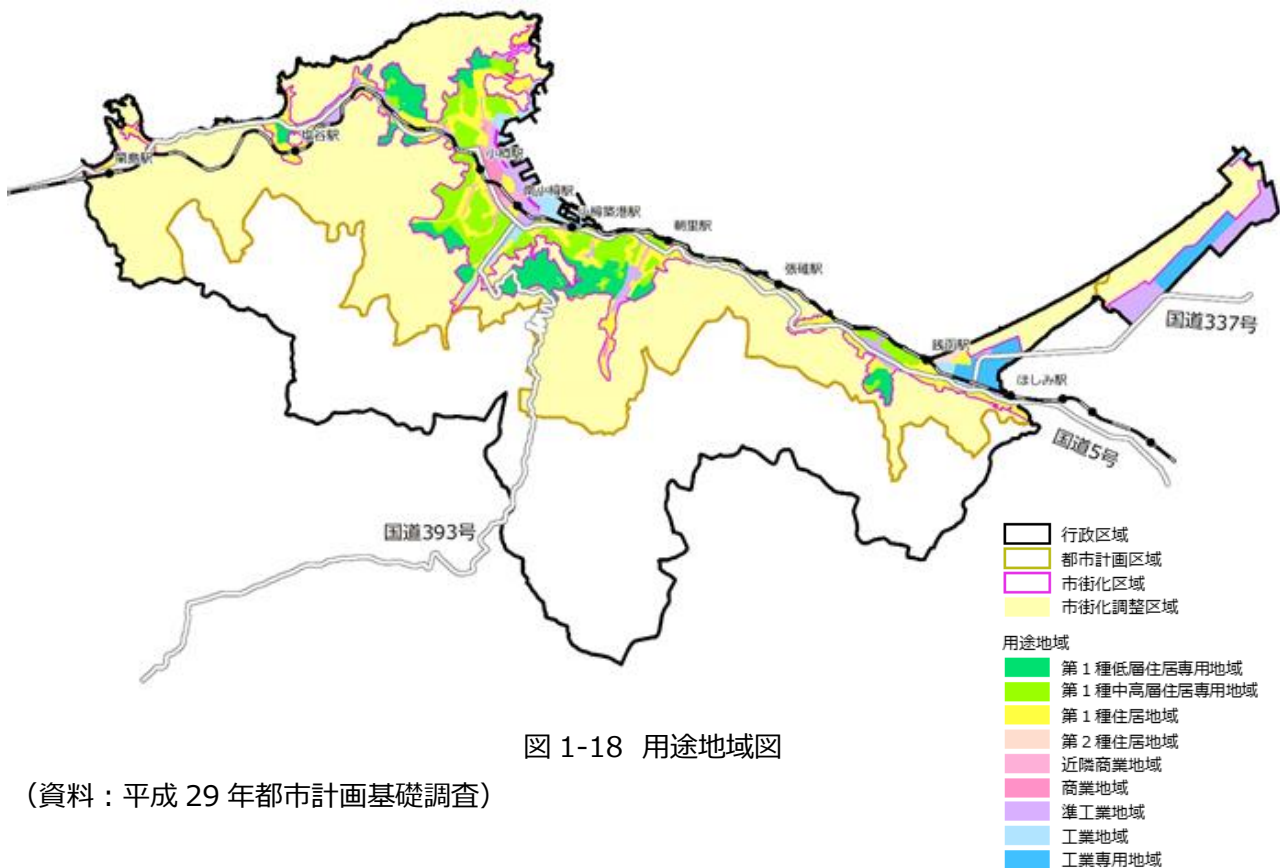 蘭島駅
塩谷駅
小樽駅
南小樽駅
小樽築港駅
朝里駅
張碓駅
銭函駅
ほしみ駅
国道337号
国道5号
国道393号
行政区域
都市計画区域
市街化区域
市街化調整区域
用途地域
第1種低層住居専用地域
第1種中高層住居専用地域
第1種住居地域
第2種住居地域
近隣商業地域
商業地域
準工業地域
工業地域
工業専用地域
図 1-18 用途地域図
(資料:平成 29 年都市計画基礎調査)